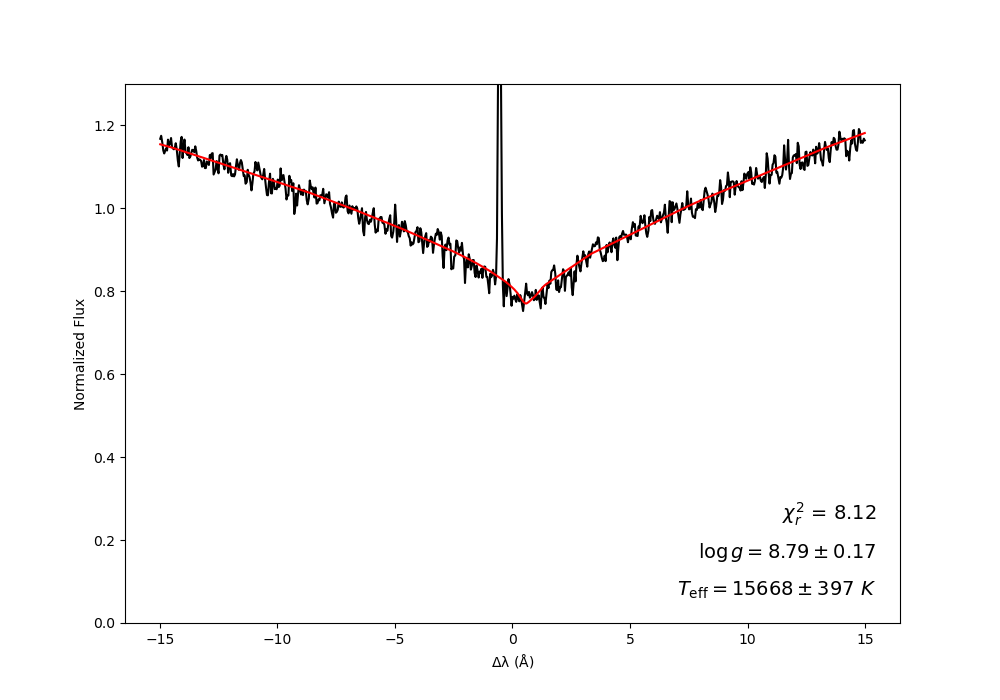 Normalized Flux
1.2
1.0
0.8
0.6
0.4
0.2
0.0
χ²ᵣ = 8.12
log g = 8.79 ± 0.17
T_eff = 15668 ± 397 K
−15 −10 −5 0 5 10 15
Δλ (Å)